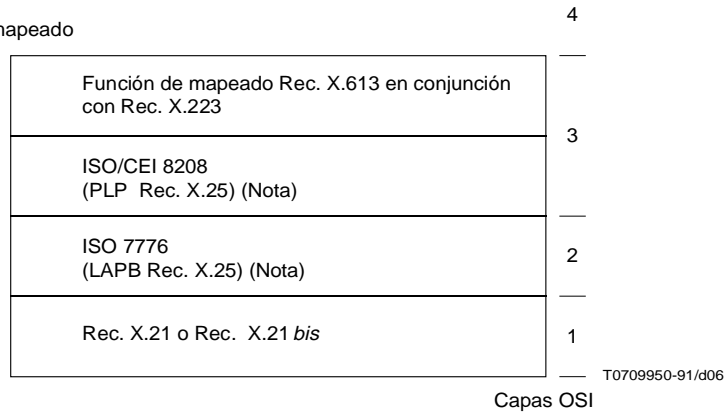 4
mapeado
Función de mapeado Rec. X.613 en conjunción
con Rec. X.223
3
ISO/CEI 8208
(PLP Rec. X.25) (Nota)
ISO 7776
(LAPB Rec. X.25) (Nota)
2
Rec. X.21 o Rec. X.21 bis
1
T0709950-91/d06
Capas OSI